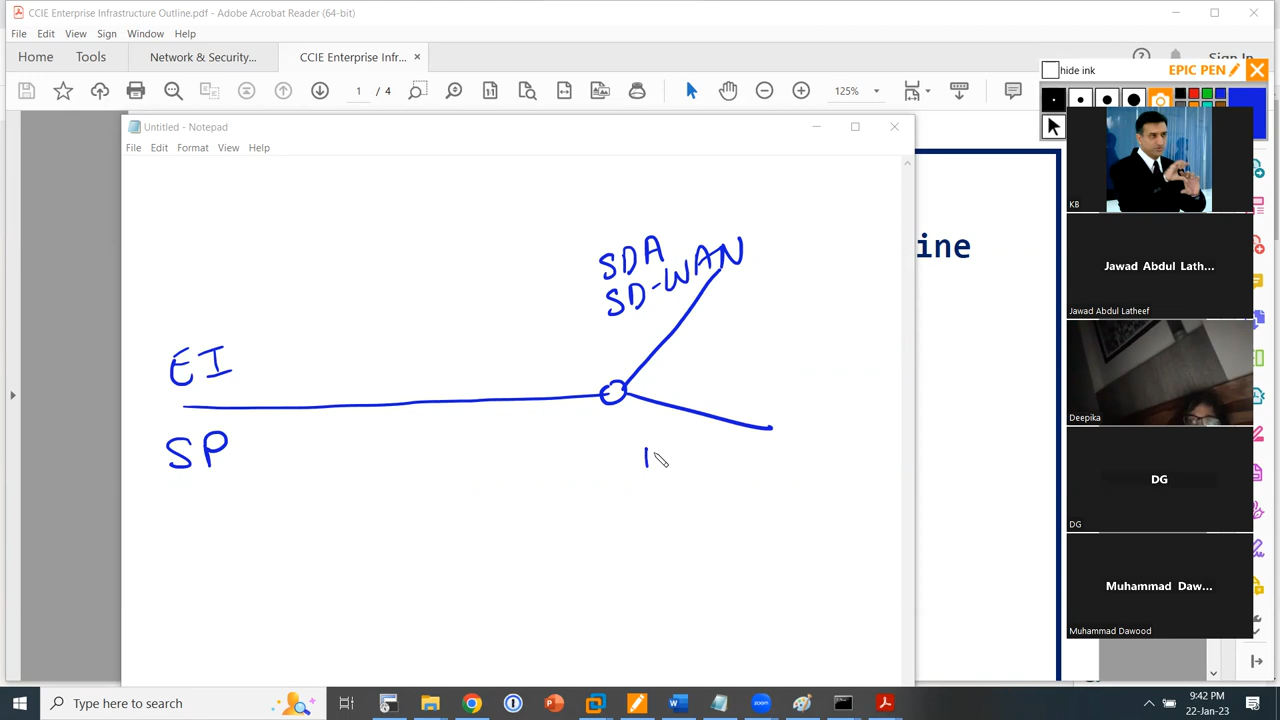 CCIE Enterprise Infrastructure Outline.pdf - Adobe Acrobat Reader (64-bit)
File Edit View Sign Window Help
Home Tools Network & Security... CCIE Enterprise Infr... × Sign In
1 / 4 125%
hide ink EPIC PEN
Untitled - Notepad
File Edit Format View Help
KB
ine
SDA
SD-WAN
Jawad Abdul Lath...
Jawad Abdul Latheef
EI
SP
Deepika
DG
DG
Muhammad Daw...
Muhammad Dawood
Type here to search
9:42 PM
22-Jan-23